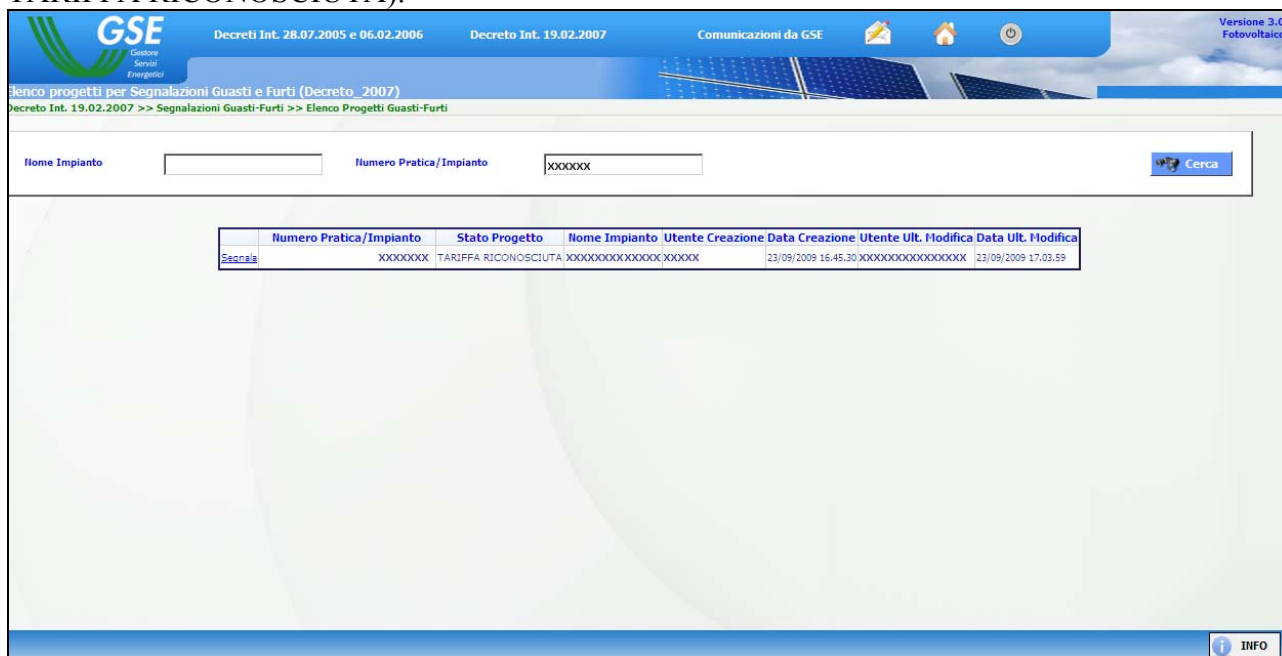 TARIFFA RICONOSCIUTA).
GSE
Gestore
Servizi
Energetici
Decreti Int. 28.07.2005 e 06.02.2006 Decreto Int. 19.02.2007 Comunicazioni da GSE
Versione 3.0
Fotovoltaico
Elenco progetti per Segnalazioni Guasti e Furti (Decreto_2007)
Decreto Int. 19.02.2007 >> Segnalazioni Guasti-Furti >> Elenco Progetti Guasti-Furti
Nome Impianto Numero Pratica/Impianto xxxxxx Cerca
Numero Pratica/Impianto Stato Progetto Nome Impianto Utente Creazione Data Creazione Utente Ult. Modifica Data Ult. Modifica
Segnala XXXXXXX TARIFFA RICONOSCIUTA XXXXXXXXXXXXX XXXXX 23/09/2009 16.45.30 XXXXXXXXXXXXXXX 23/09/2009 17.03.59
INFO